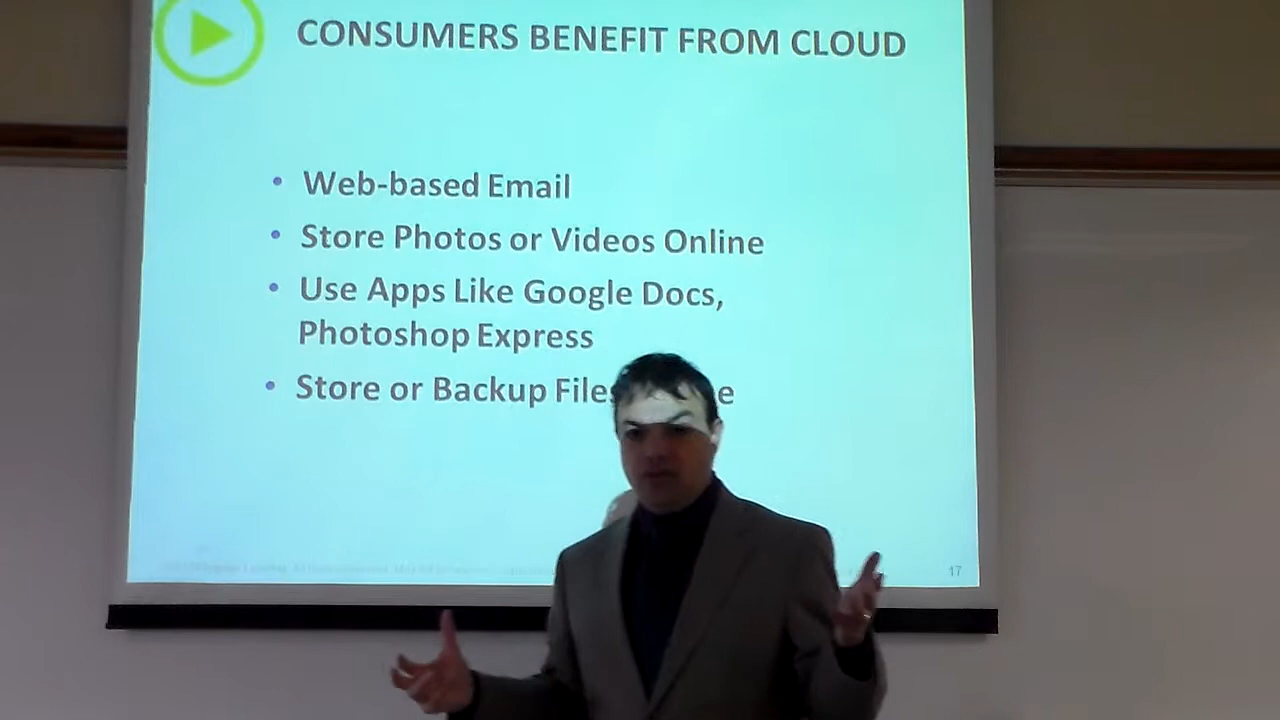 CONSUMERS BENEFIT FROM CLOUD
• Web-based Email
• Store Photos or Videos Online
• Use Apps Like Google Docs,
Photoshop Express
• Store or Backup Files
17